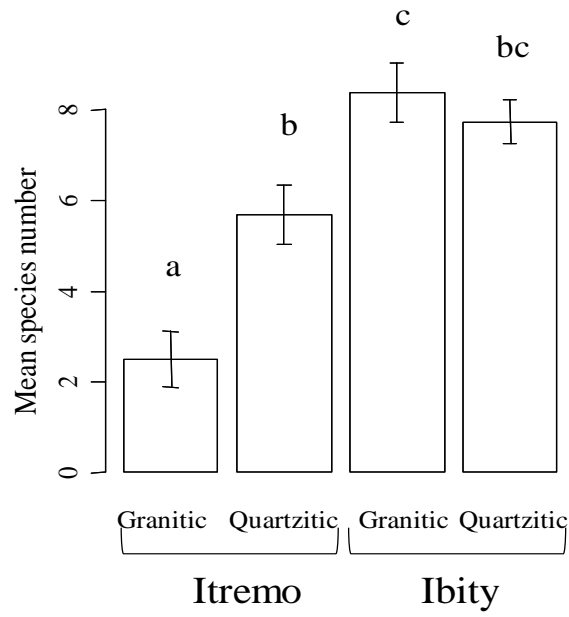 c
bc
b
a
Mean species number
8
6
4
2
0
Granitic Quartzitic Granitic Quartzitic
Itremo Ibity